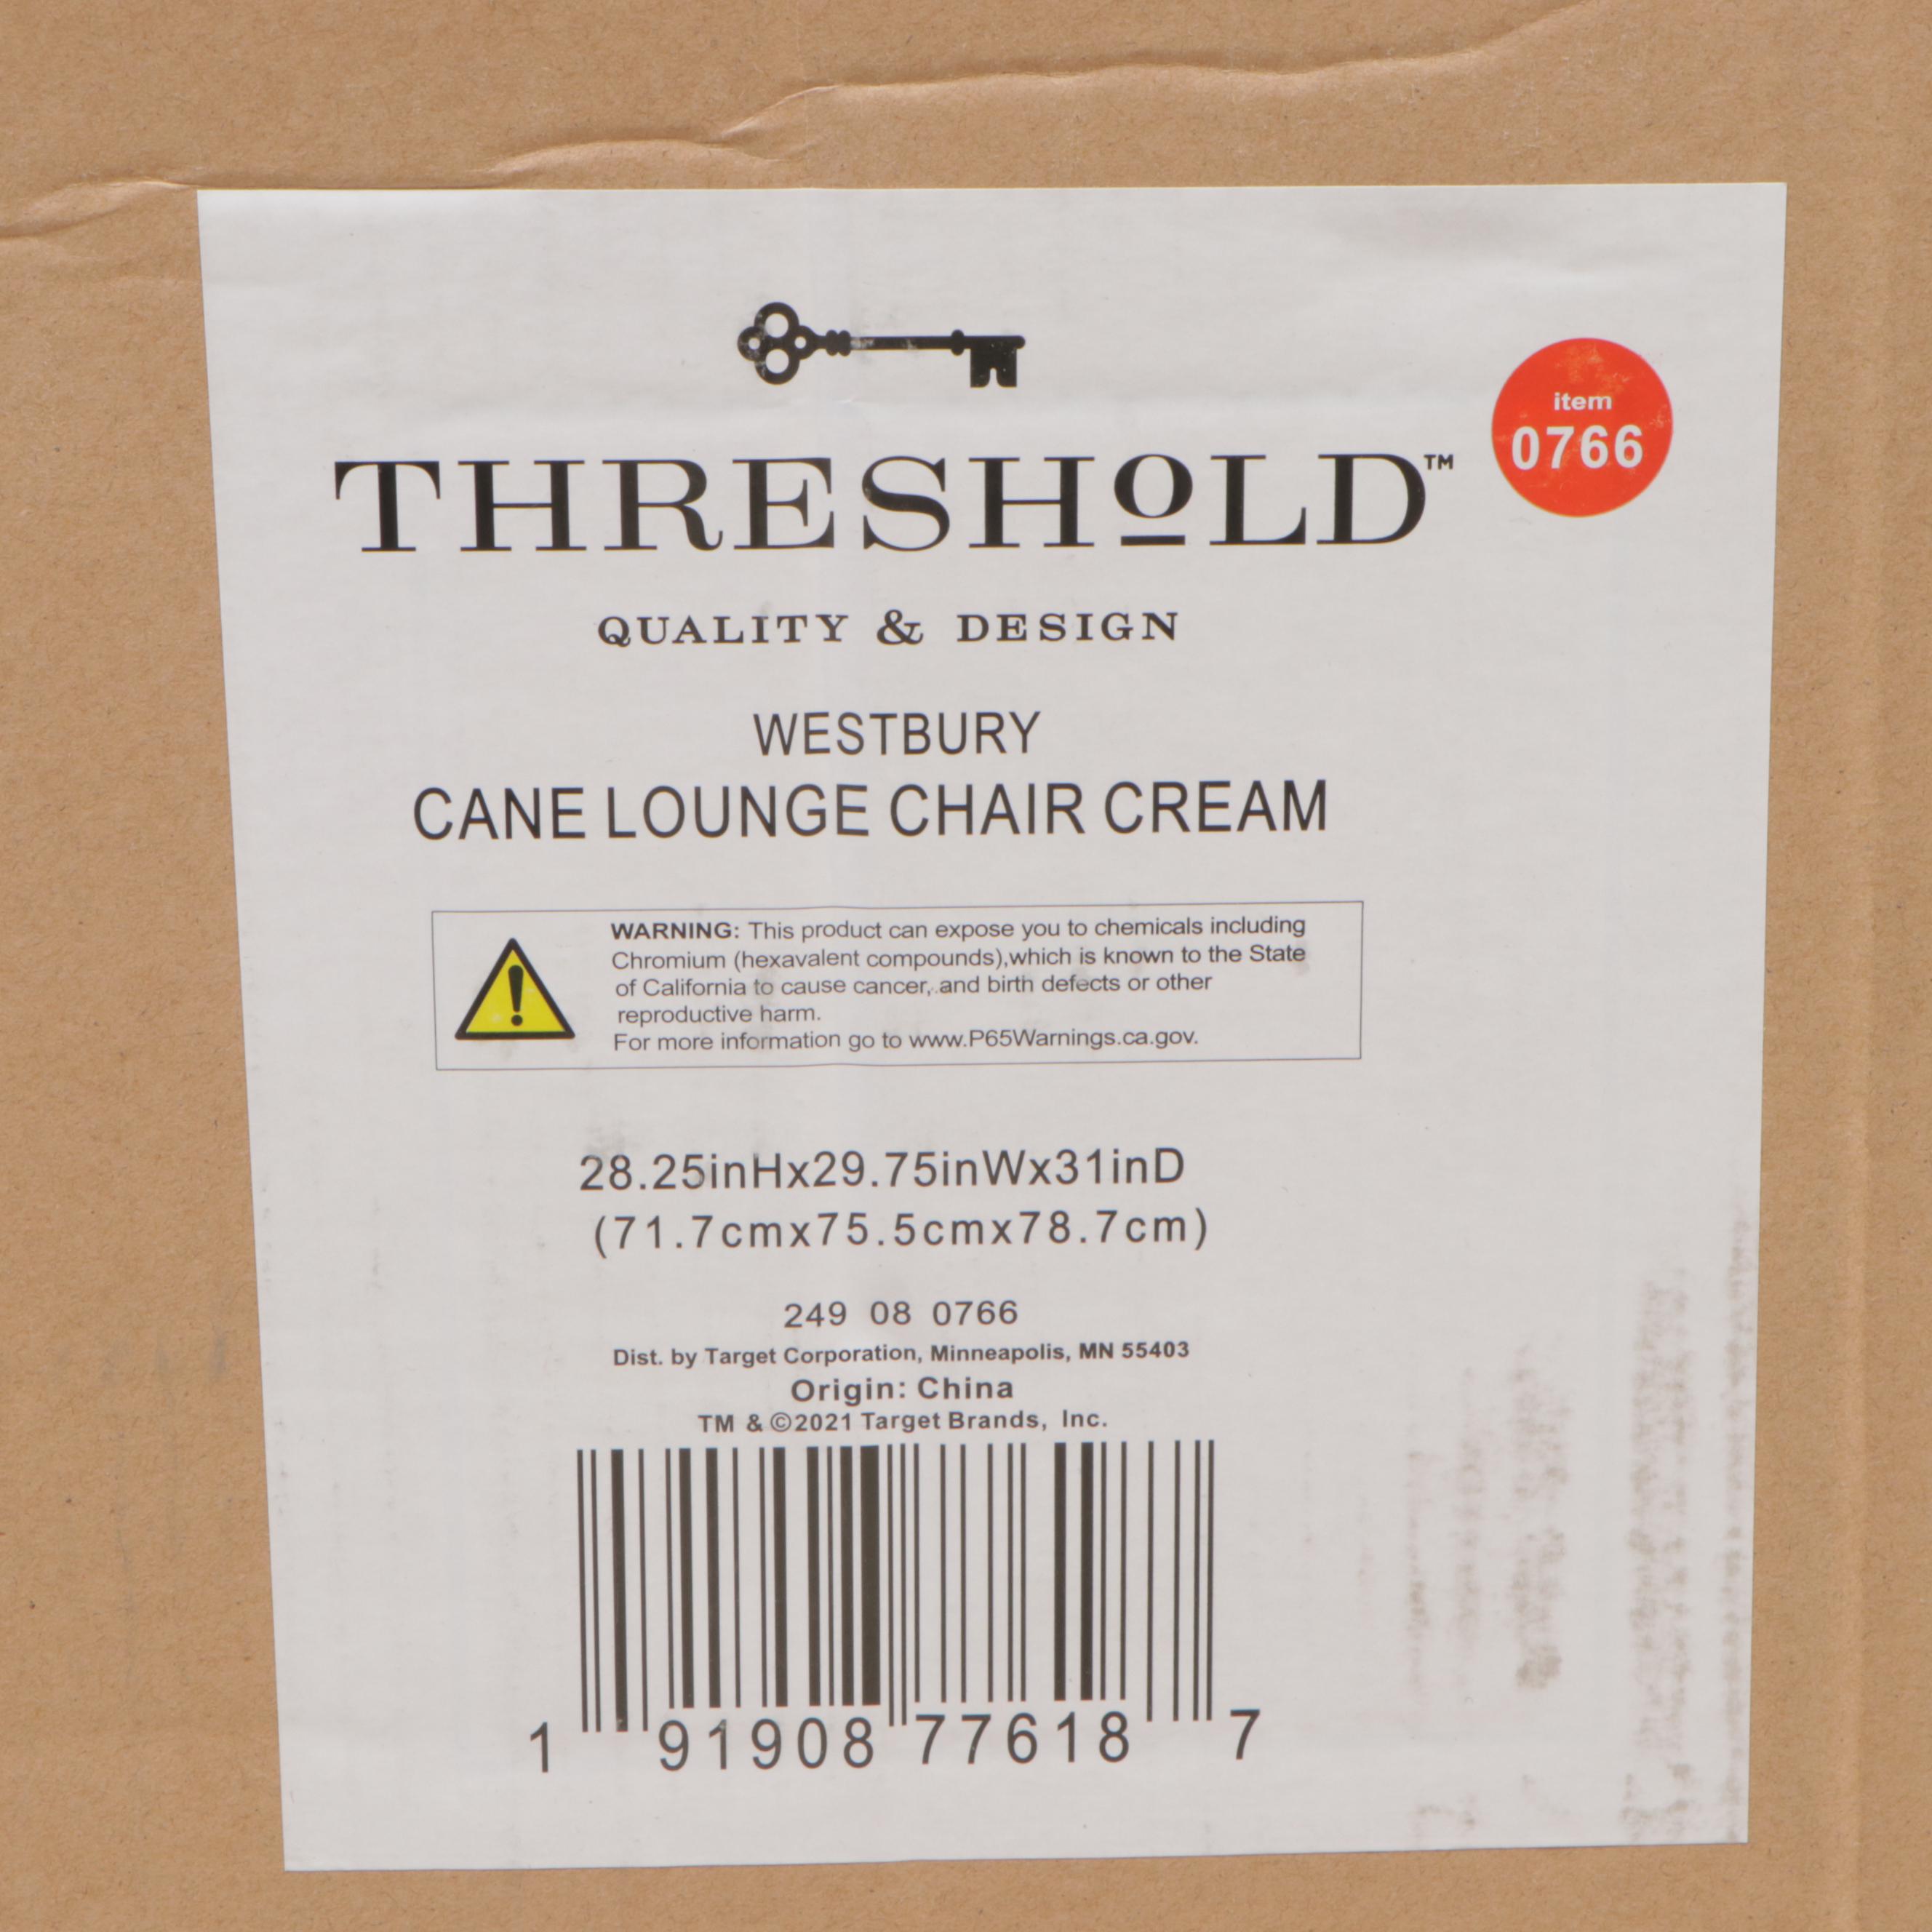 THRESHOLD™
item
0766
QUALITY & DESIGN
WESTBURY
CANE LOUNGE CHAIR CREAM
WARNING: This product can expose you to chemicals including
Chromium (hexavalent compounds),which is known to the State
of California to cause cancer,.and birth defects or other
reproductive harm.
For more information go to www.P65Warnings.ca.gov.
28.25inHx29.75inWx31inD
(71.7cmx75.5cmx78.7cm)
249 08 0766
Dist. by Target Corporation, Minneapolis, MN 55403
Origin: China
TM & ©2021 Target Brands, Inc.
1 91908 77618 7